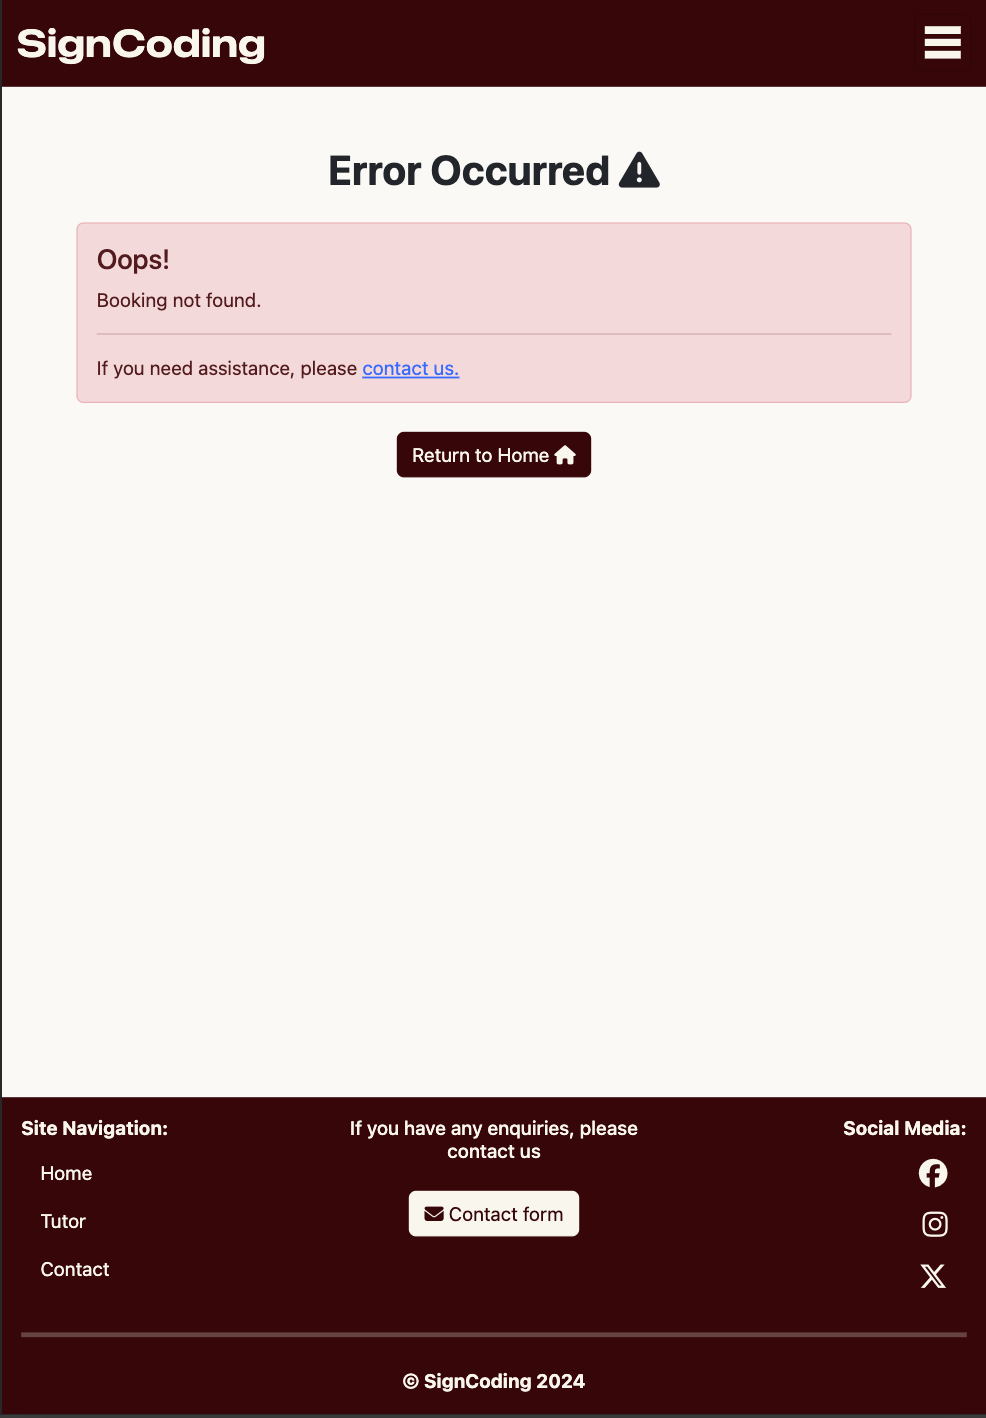 SignCoding
Error Occurred
Oops!
Booking not found.
If you need assistance, please contact us.
Return to Home
Site Navigation:
Home
Tutor
Contact
If you have any enquiries, please
contact us
Contact form
Social Media:
© SignCoding 2024